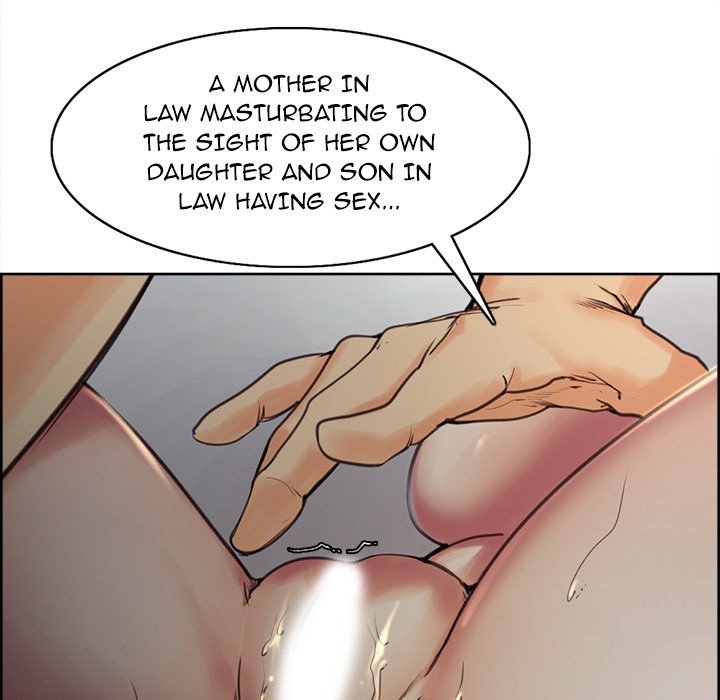 A MOTHER IN
LAW MASTURBATING TO
THE SIGHT OF HER OWN
DAUGHTER AND SON IN
LAW HAVING SEX...